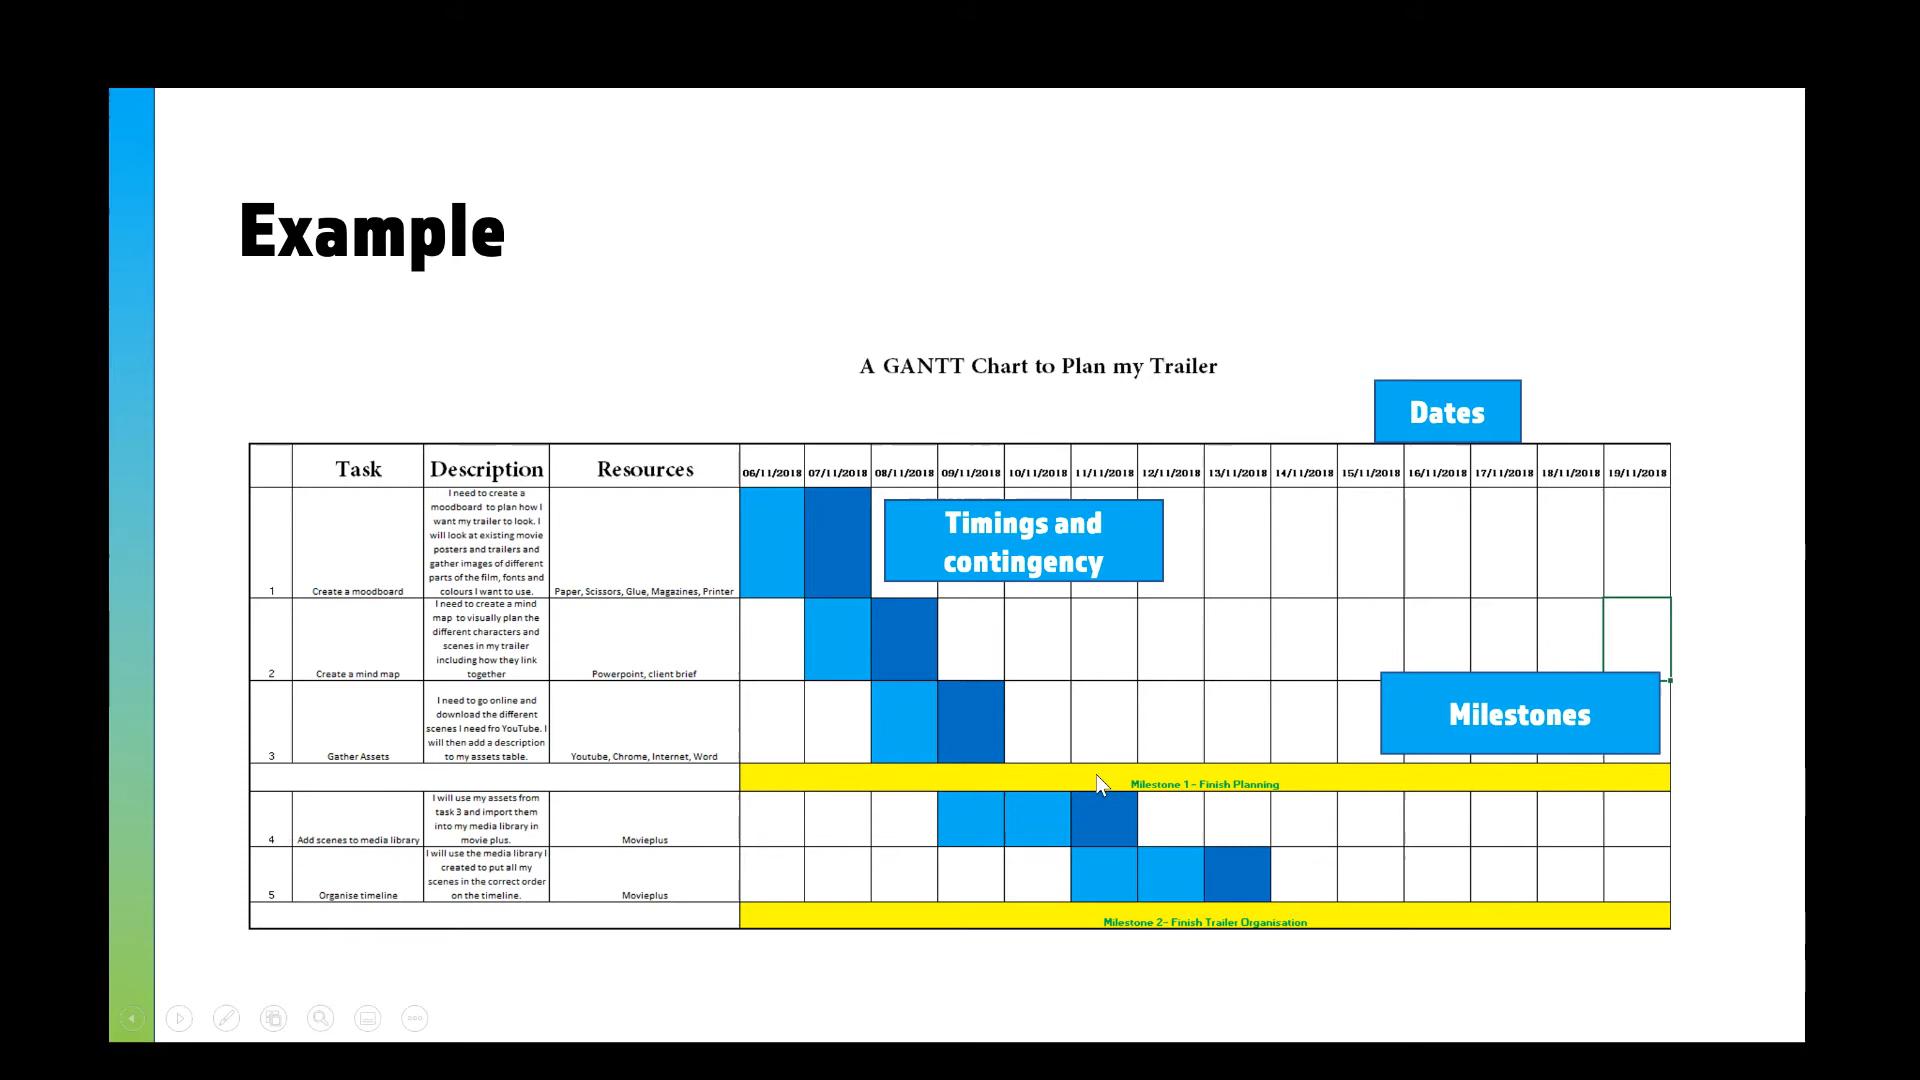 Example
A GANTT Chart to Plan my Trailer
Dates
Task Description Resources 06/11/2018 07/11/2018 08/11/2018 09/11/2018 10/11/2018 11/11/2018 12/11/2018 13/11/2018 14/11/2018 15/11/2018 16/11/2018 17/11/2018 18/11/2018 19/11/2018
I need to create a
moodboard to plan how I
want my trailer to look. I
will look at existing movie
posters and trailers and
gather images of different
parts of the film, fonts and
colours I want to use.
1 Create a moodboard Paper, Scissors, Glue, Magazines, Printer
Timings and
contingency
I need to create a mind
map to visually plan the
different characters and
scenes in my trailer
including how they link
together
2 Create a mind map Powerpoint, client brief
I need to go online and
download the different
scenes I need fro YouTube. I
will then add a description
to my assets table.
3 Gather Assets Youtube, Chrome, Internet, Word
Milestones
Milestone 1 - Finish Planning
I will use my assets from
task 3 and import them
into my media library in
movie plus.
4 Add scenes to media library Movieplus
I will use the media library I
created to put all my
scenes in the correct order
on the timeline.
5 Organise timeline Movieplus
Milestone 2- Finish Trailer Organisation